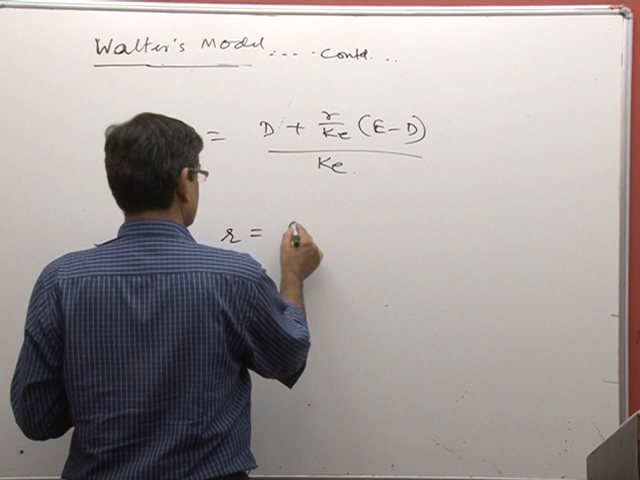 Walter's Model .... contd...
= D + r/Ke (E-D)
Ke
r =